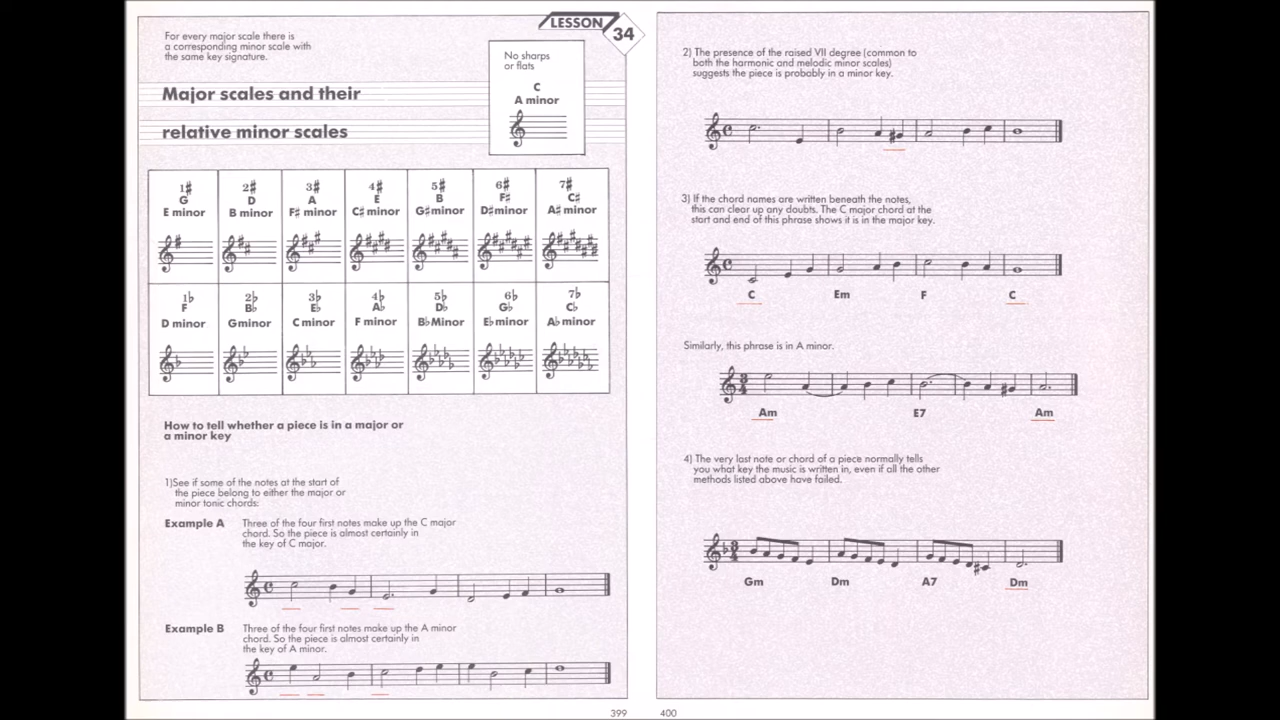 LESSON
34
For every major scale there is
a corresponding minor scale with
the same key signature.
No sharps
or flats
C
A minor
Major scales and their
relative minor scales
1♯ 2♯ 3♯ 4♯ 5♯ 6♯ 7♯
G D A E B F♯ C♯
E minor B minor F♯ minor C♯ minor G♯minor D♯minor A♯ minor
1♭ 2♭ 3♭ 4♭ 5♭ 6♭ 7♭
F B♭ E♭ A♭ D♭ G♭ C♭
D minor Gminor C minor F minor B♭Minor E♭minor A♭ minor
How to tell whether a piece is in a major or
a minor key
1)See if some of the notes at the start of
the piece belong to either the major or
minor tonic chords:
Example A Three of the four first notes make up the C major
chord. So the piece is almost certainly in
the key of C major.
Example B Three of the four first notes make up the A minor
chord. So the piece is almost certainly in
the key of A minor.
399
2) The presence of the raised VII degree (common to
both the harmonic and melodic minor scales)
suggests the piece is probably in a minor key.
3) If the chord names are written beneath the notes,
this can clear up any doubts. The C major chord at the
start and end of this phrase shows it is in the major key.
C Em F C
Similarly, this phrase is in A minor.
3
4
Am E7 Am
4) The very last note or chord of a piece normally tells
you what key the music is written in, even if all the other
methods listed above have failed.
3
4
Gm Dm A7 Dm
400